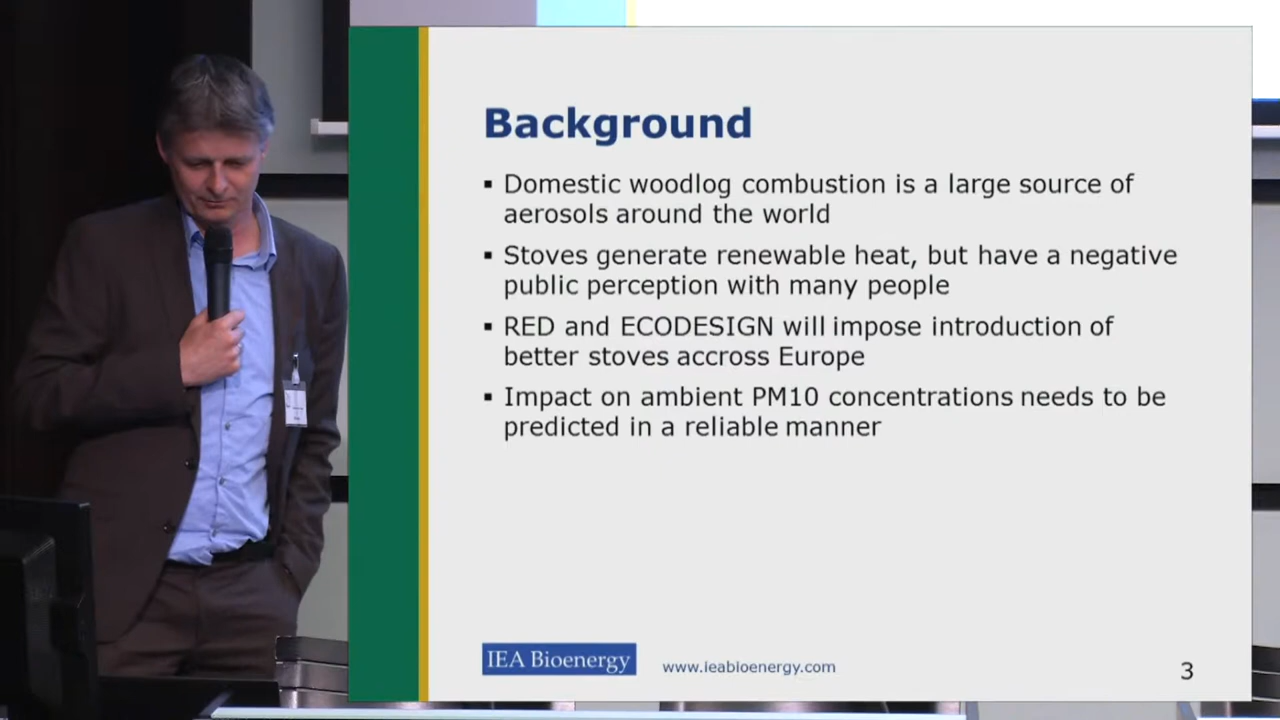 Background
▪ Domestic woodlog combustion is a large source of
aerosols around the world
▪ Stoves generate renewable heat, but have a negative
public perception with many people
▪ RED and ECODESIGN will impose introduction of
better stoves accross Europe
▪ Impact on ambient PM10 concentrations needs to be
predicted in a reliable manner
IEA Bioenergy
www.ieabioenergy.com
3